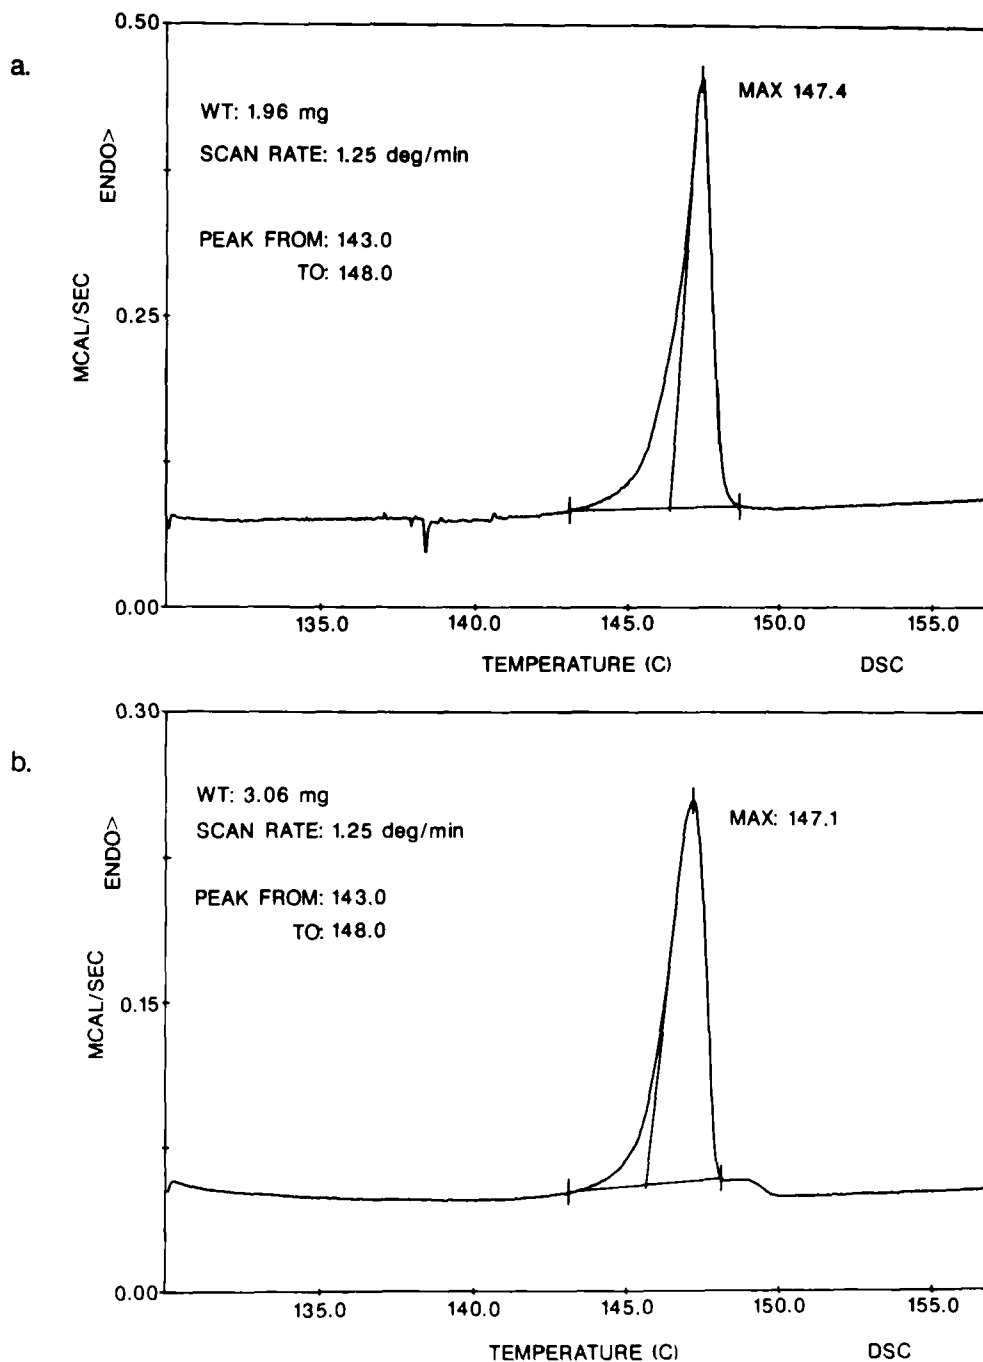 a.
0.50
ENDO>
MCAL/SEC
0.25
0.00
WT: 1.96 mg
SCAN RATE: 1.25 deg/min
PEAK FROM: 143.0
TO: 148.0
MAX 147.4
135.0 140.0 145.0 150.0 155.0
TEMPERATURE (C) DSC
b.
0.30
ENDO>
MCAL/SEC
0.15
0.00
WT: 3.06 mg
SCAN RATE: 1.25 deg/min
PEAK FROM: 143.0
TO: 148.0
MAX: 147.1
135.0 140.0 145.0 150.0 155.0
TEMPERATURE (C) DSC